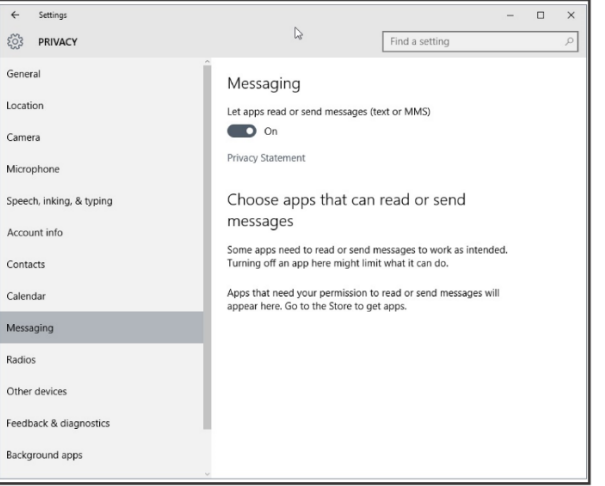 Settings
PRIVACY
Find a setting
General
Location
Camera
Microphone
Speech, inking, & typing
Account info
Contacts
Calendar
Messaging
Radios
Other devices
Feedback & diagnostics
Background apps
Messaging
Let apps read or send messages (text or MMS)
On
Privacy Statement
Choose apps that can read or send
messages
Some apps need to read or send messages to work as intended.
Turning off an app here might limit what it can do.
Apps that need your permission to read or send messages will
appear here. Go to the Store to get apps.